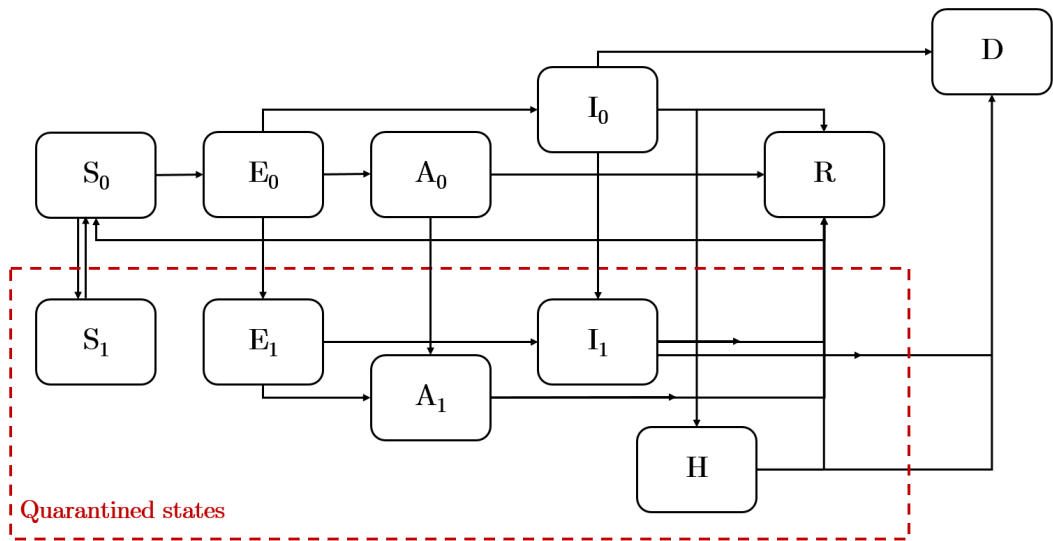 D
I₀
S₀
E₀
A₀
R
S₁
E₁
I₁
A₁
H
Quarantined states